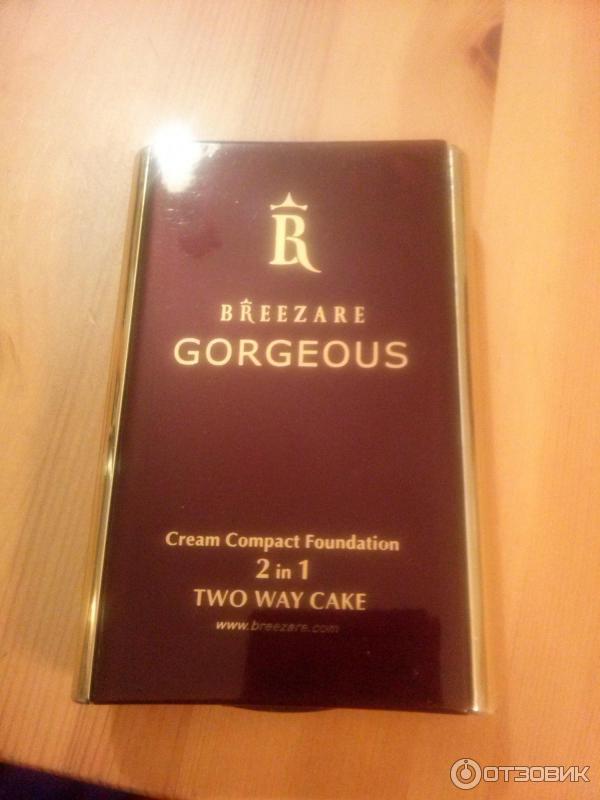 B
BREEZARE
GORGEOUS
Cream Compact Foundation
2 in 1
TWO WAY CAKE
www.breezare.com
ОТЗОВИК